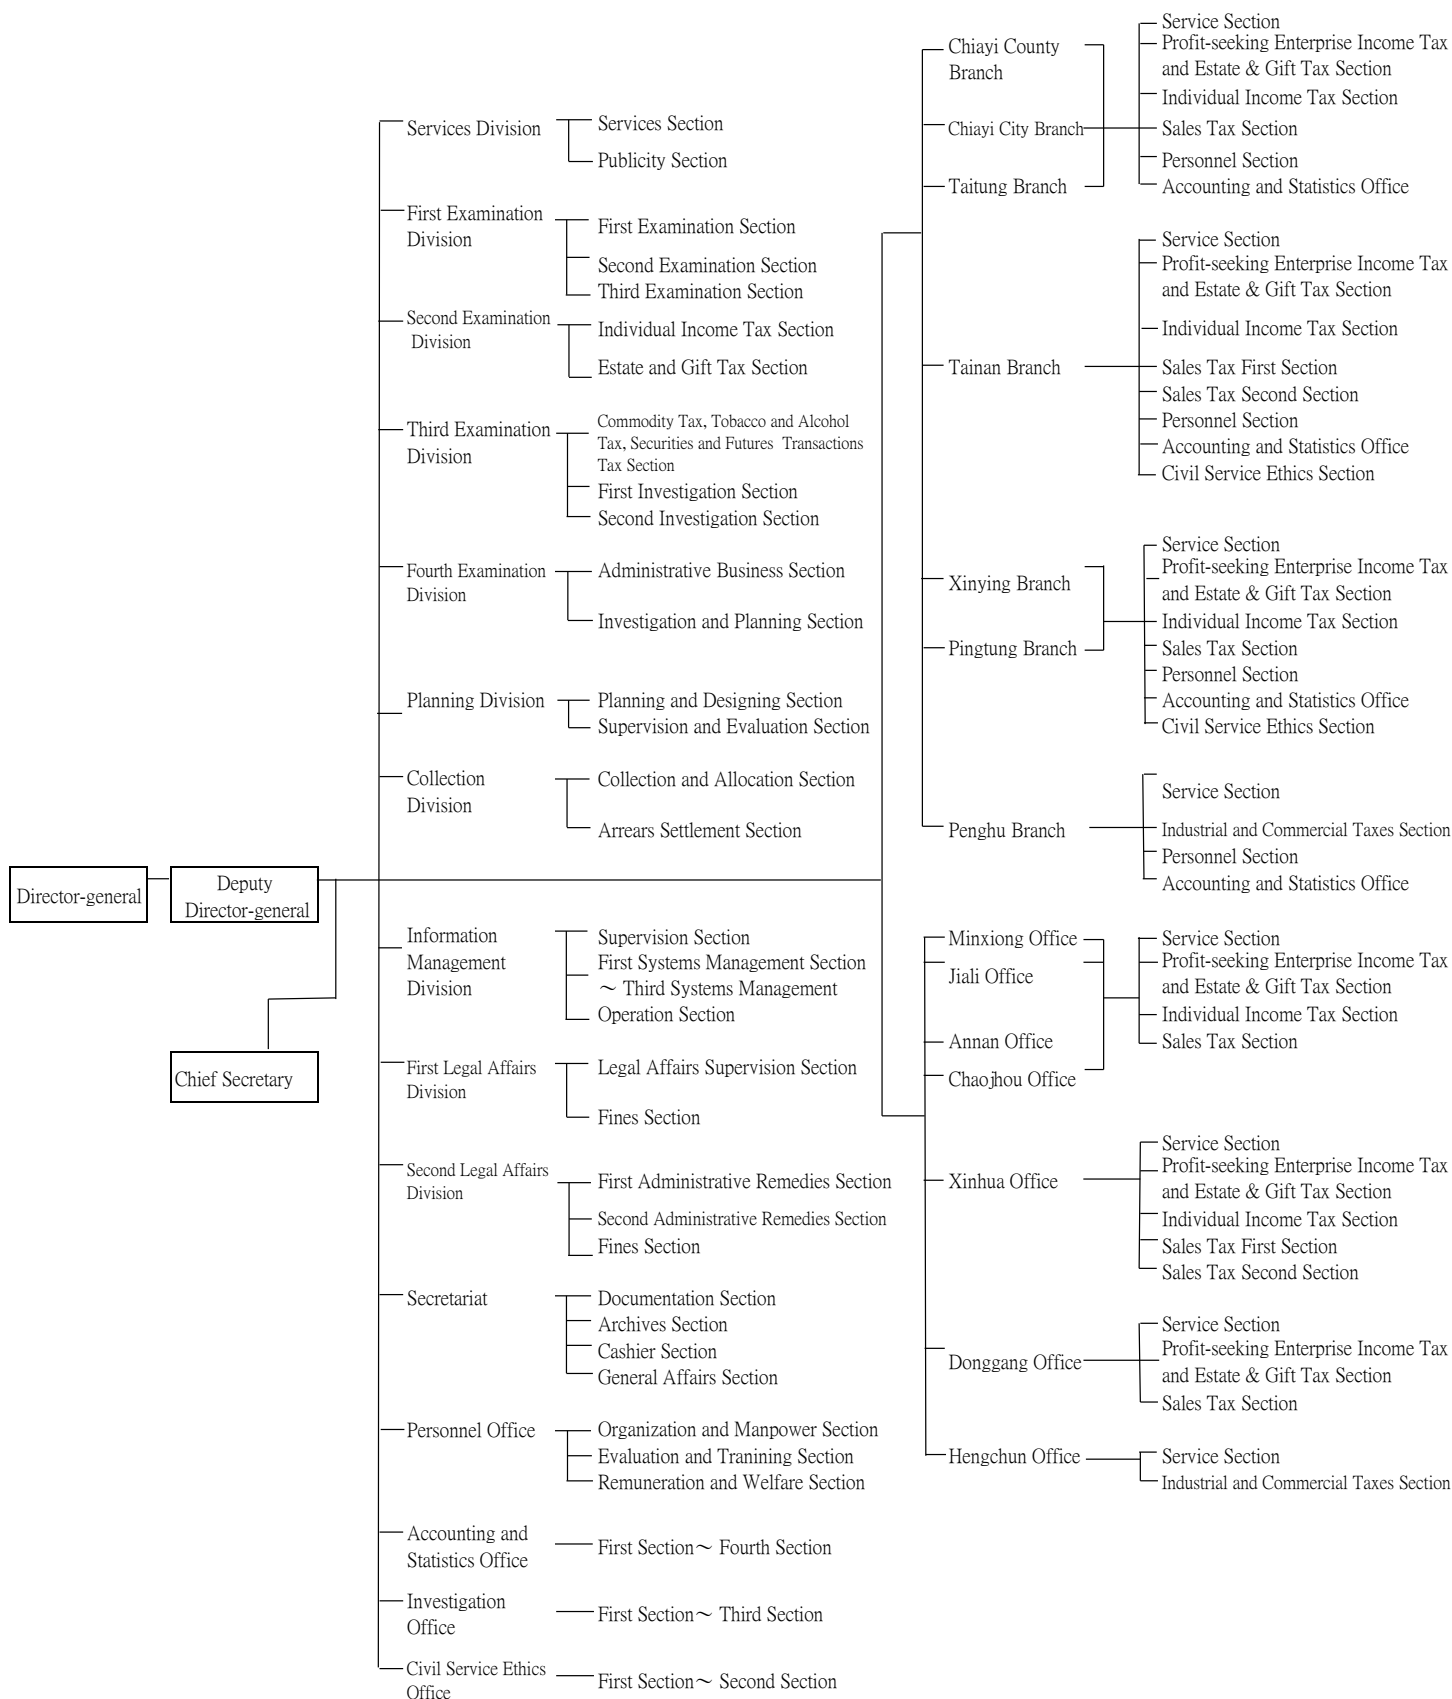 Director-general
Deputy
Director-general
Chief Secretary
Services Division
Services Section
Publicity Section
First Examination
Division
First Examination Section
Second Examination Section
Third Examination Section
Second Examination
Division
Individual Income Tax Section
Estate and Gift Tax Section
Third Examination
Division
Commodity Tax, Tobacco and Alcohol
Tax, Securities and Futures Transactions
Tax Section
First Investigation Section
Second Investigation Section
Fourth Examination
Division
Administrative Business Section
Investigation and Planning Section
Planning Division
Planning and Designing Section
Supervision and Evaluation Section
Collection
Division
Collection and Allocation Section
Arrears Settlement Section
Information
Management
Division
Supervision Section
First Systems Management Section
～ Third Systems Management
Operation Section
First Legal Affairs
Division
Legal Affairs Supervision Section
Fines Section
Second Legal Affairs
Division
First Administrative Remedies Section
Second Administrative Remedies Section
Fines Section
Secretariat
Documentation Section
Archives Section
Cashier Section
General Affairs Section
Personnel Office
Organization and Manpower Section
Evaluation and Tranining Section
Remuneration and Welfare Section
Accounting and
Statistics Office
First Section～ Fourth Section
Investigation
Office
First Section～ Third Section
Civil Service Ethics
Office
First Section～ Second Section
Chiayi County
Branch
Chiayi City Branch
Taitung Branch
Service Section
Profit-seeking Enterprise Income Tax
and Estate & Gift Tax Section
Individual Income Tax Section
Sales Tax Section
Personnel Section
Accounting and Statistics Office
Tainan Branch
Service Section
Profit-seeking Enterprise Income Tax
and Estate & Gift Tax Section
Individual Income Tax Section
Sales Tax First Section
Sales Tax Second Section
Personnel Section
Accounting and Statistics Office
Civil Service Ethics Section
Xinying Branch
Pingtung Branch
Service Section
Profit-seeking Enterprise Income Tax
and Estate & Gift Tax Section
Individual Income Tax Section
Sales Tax Section
Personnel Section
Accounting and Statistics Office
Civil Service Ethics Section
Penghu Branch
Service Section
Industrial and Commercial Taxes Section
Personnel Section
Accounting and Statistics Office
Minxiong Office
Jiali Office
Annan Office
Chaojhou Office
Service Section
Profit-seeking Enterprise Income Tax
and Estate & Gift Tax Section
Individual Income Tax Section
Sales Tax Section
Xinhua Office
Service Section
Profit-seeking Enterprise Income Tax
and Estate & Gift Tax Section
Individual Income Tax Section
Sales Tax First Section
Sales Tax Second Section
Donggang Office
Service Section
Profit-seeking Enterprise Income Tax
and Estate & Gift Tax Section
Sales Tax Section
Hengchun Office
Service Section
Industrial and Commercial Taxes Section